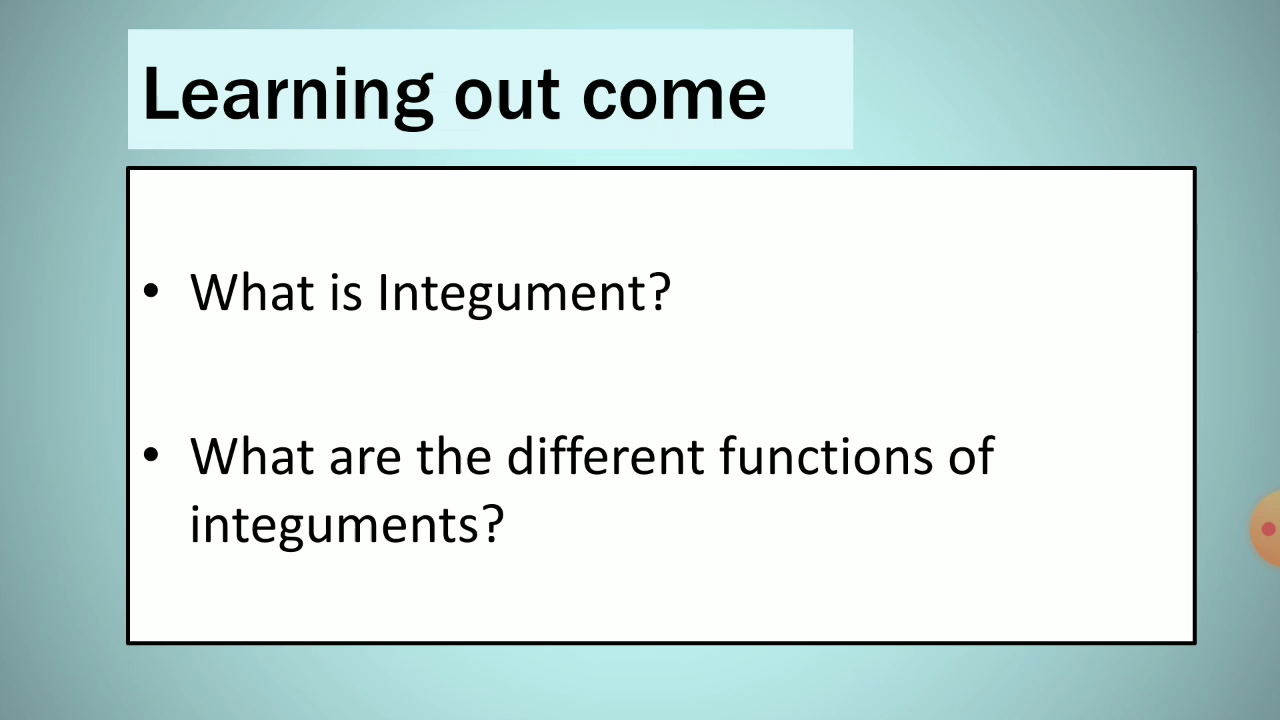 Learning out come
• What is Integument?
• What are the different functions of
integuments?